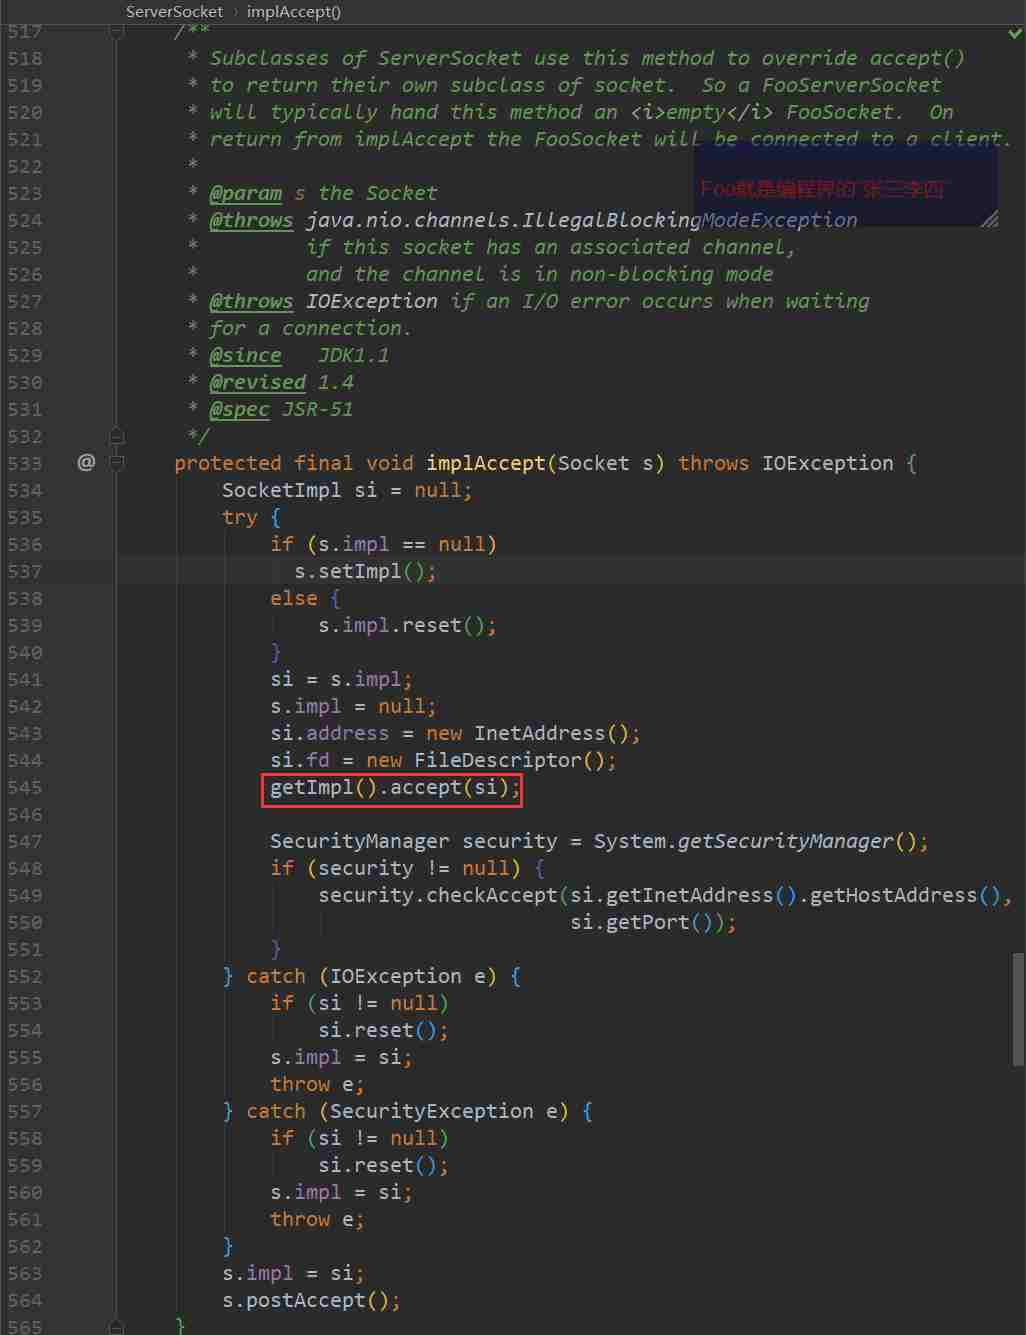 ServerSocket › implAccept()
517 /**
518 * Subclasses of ServerSocket use this method to override accept()
519 * to return their own subclass of socket.  So a FooServerSocket
520 * will typically hand this method an <i>empty</i> FooSocket.  On
521 * return from implAccept the FooSocket will be connected to a client.
522 *
Foo就是编程界的"张三李四"
523 * @param s the Socket
524 * @throws java.nio.channels.IllegalBlockingModeException
525 *         if this socket has an associated channel,
526 *         and the channel is in non-blocking mode
527 * @throws IOException if an I/O error occurs when waiting
528 * for a connection.
529 * @since   JDK1.1
530 * @revised 1.4
531 * @spec JSR-51
532 */
533 @ protected final void implAccept(Socket s) throws IOException {
534 SocketImpl si = null;
535 try {
536 if (s.impl == null)
537 s.setImpl();
538 else {
539 s.impl.reset();
540 }
541 si = s.impl;
542 s.impl = null;
543 si.address = new InetAddress();
544 si.fd = new FileDescriptor();
545 getImpl().accept(si);
546
547 SecurityManager security = System.getSecurityManager();
548 if (security != null) {
549 security.checkAccept(si.getInetAddress().getHostAddress(),
550 si.getPort());
551 }
552 } catch (IOException e) {
553 if (si != null)
554 si.reset();
555 s.impl = si;
556 throw e;
557 } catch (SecurityException e) {
558 if (si != null)
559 si.reset();
560 s.impl = si;
561 throw e;
562 }
563 s.impl = si;
564 s.postAccept();
565 }